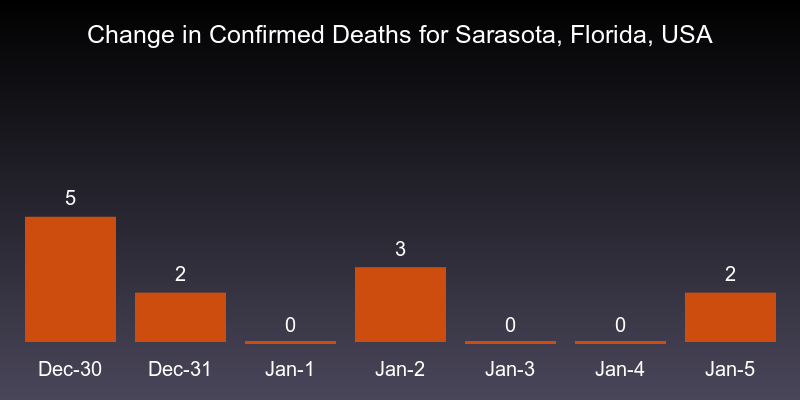 Change in Confirmed Deaths for Sarasota, Florida, USA
5
2
0
3
0
0
2
Dec-30
Dec-31
Jan-1
Jan-2
Jan-3
Jan-4
Jan-5